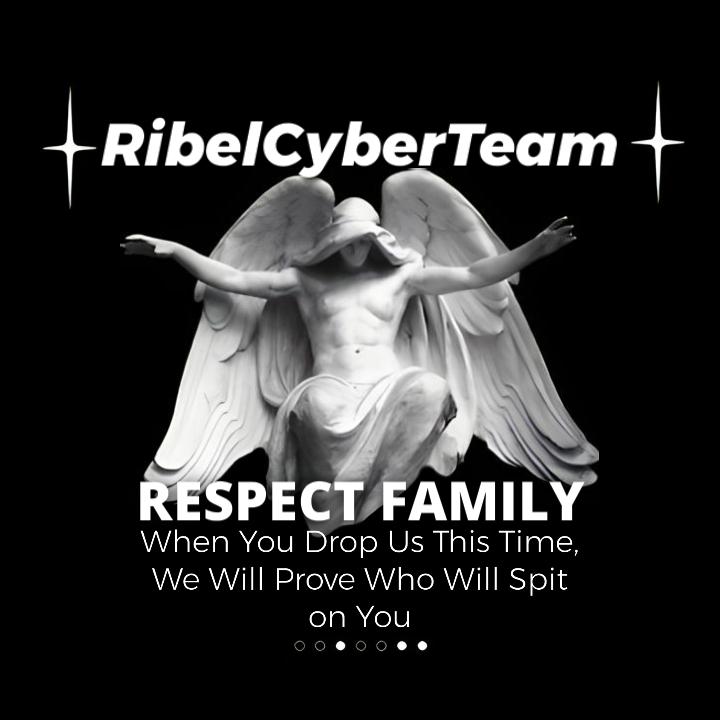 RibelCyberTeam
RESPECT FAMILY
When You Drop Us This Time,
We Will Prove Who Will Spit
on You